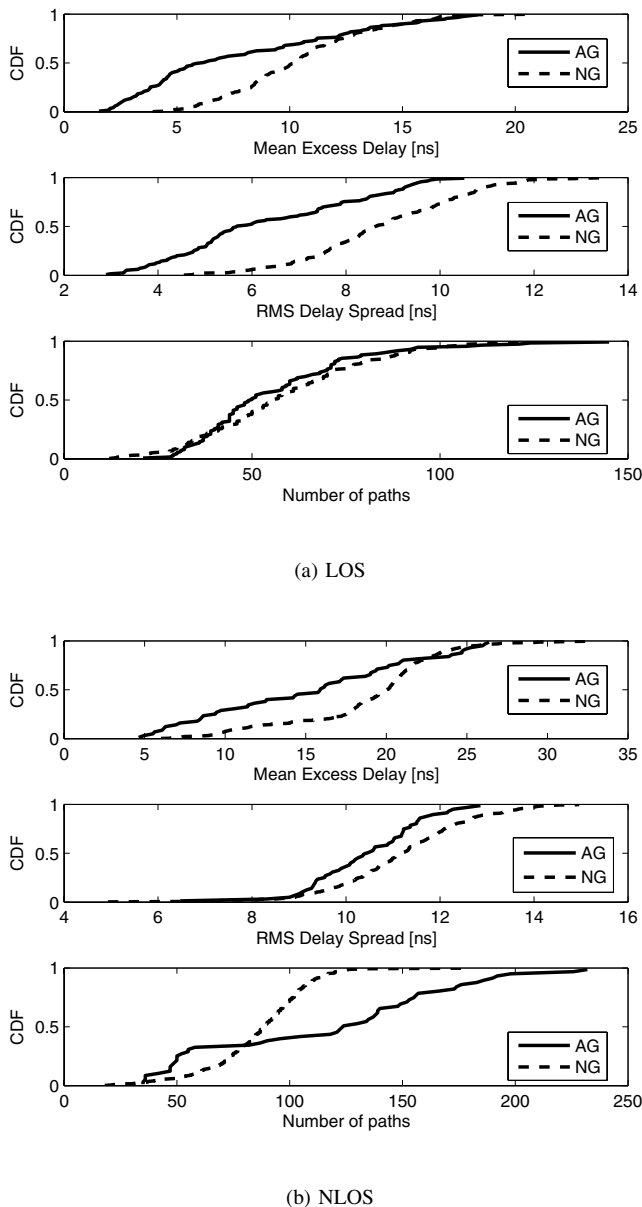 1
0.5
0
CDF
AG
NG
0 5 10 15 20 25
Mean Excess Delay [ns]
1
0.5
0
CDF
AG
NG
2 4 6 8 10 12 14
RMS Delay Spread [ns]
1
0.5
0
CDF
AG
NG
0 50 100 150
Number of paths
(a) LOS
1
0.5
0
CDF
AG
NG
0 5 10 15 20 25 30 35
Mean Excess Delay [ns]
1
0.5
0
CDF
AG
NG
4 6 8 10 12 14 16
RMS Delay Spread [ns]
1
0.5
0
CDF
AG
NG
0 50 100 150 200 250
Number of paths
(b) NLOS